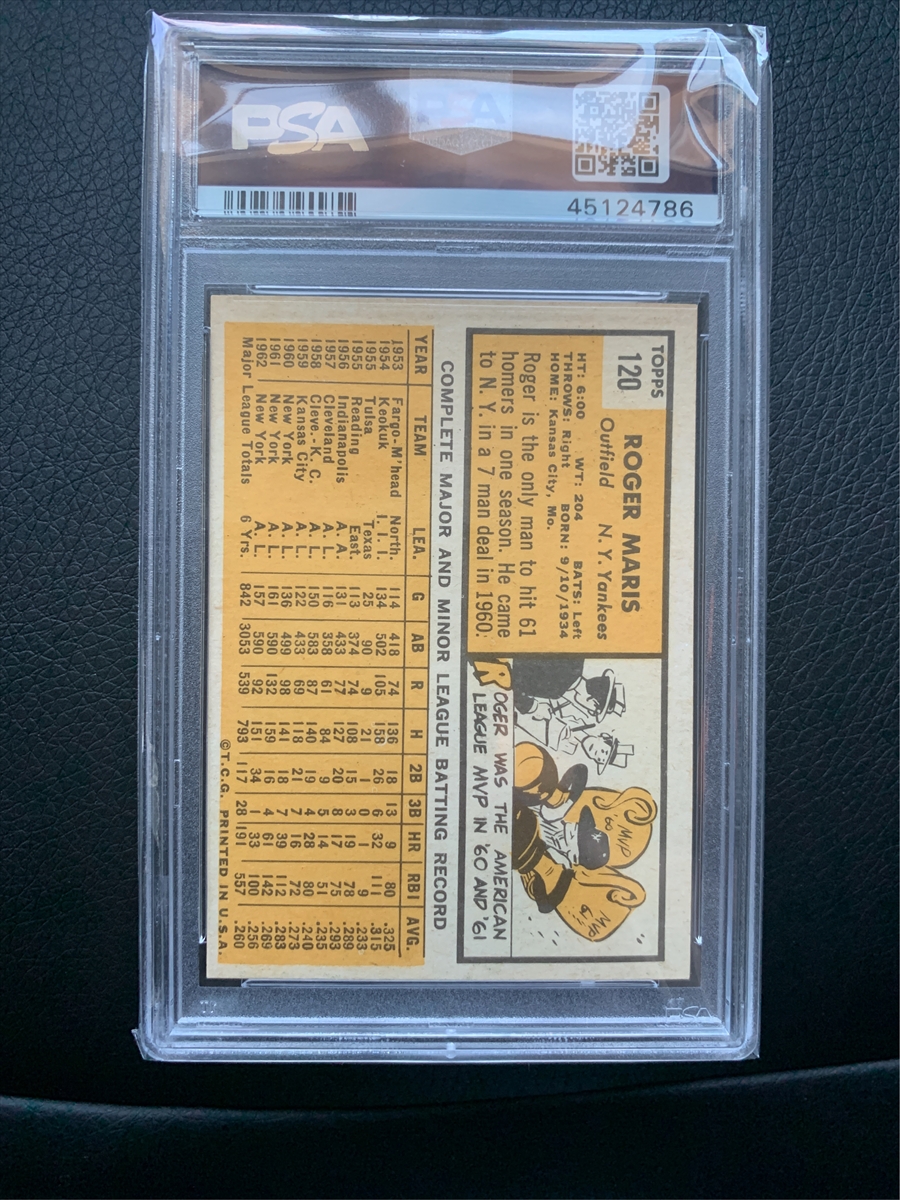 PSA
PSA
45124786
TOPPS
120
ROGER MARIS
Outfield N. Y. Yankees
HT: 6:00 WT: 204 BATS: Left
THROWS: Right BORN: 9/10/1934
HOME: Kansas City, Mo.
Roger is the only man to hit 61
homers in one season. He came
to N. Y. in a 7 man deal in 1960.
MVP '60
MVP
ROGER WAS THE AMERICAN
LEAGUE MVP IN '60 AND '61
COMPLETE MAJOR AND MINOR LEAGUE BATTING RECORD
YEAR TEAM LEA. G AB R H 2B 3B HR RBI AVG.
1953 Fargo-M'head North. 114 418 74 136 18 13 9 80 .325
1954 Keokuk I. I. I. 134 502 105 158 26 6 32 111 .315
1955 Tulsa Texas 25 90 9 21 1 0 1 9 .233
1955 Reading East. 113 374 74 108 15 3 19 78 .289
1956 Indianapolis A. A. 131 433 77 127 20 8 17 75 .293
1957 Cleveland A. L. 116 358 61 84 9 5 14 51 .235
1958 Cleve.-K. C. A. L. 150 583 87 140 19 4 28 80 .240
1959 Kansas City A. L. 122 433 69 118 21 7 16 72 .273
1960 New York A. L. 136 499 98 141 18 7 39 112 .283
1961 New York A. L. 161 590 132 159 16 4 61 142 .269
1962 New York A. L. 157 590 92 151 34 1 33 100 .256
Major League Totals 6 Yrs. 842 3053 539 793 117 28 191 557 .260
©T.C.G. PRINTED IN U.S.A.
PSA